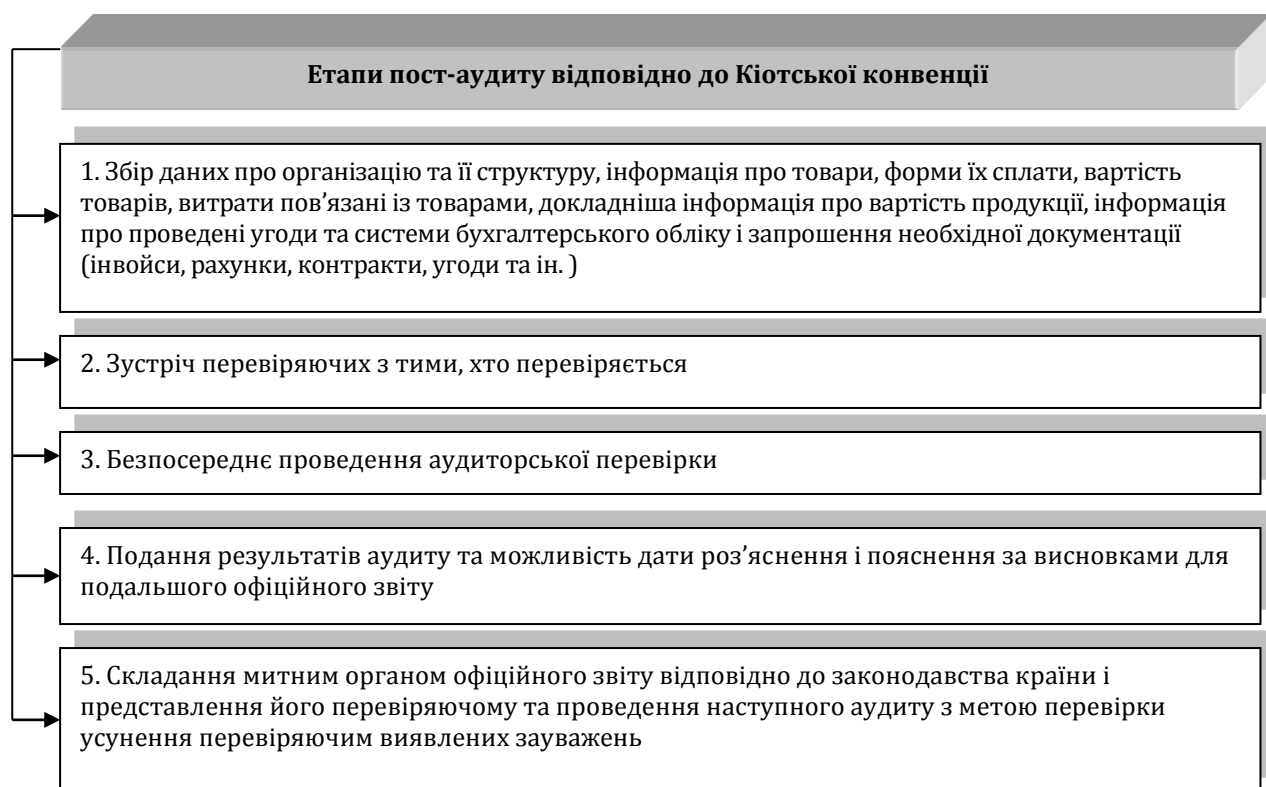 Етапи пост-аудиту відповідно до Кіотської конвенції
1. Збір даних про організацію та її структуру, інформація про товари, форми їх сплати, вартість
товарів, витрати пов’язані із товарами, докладніша інформація про вартість продукції, інформація
про проведені угоди та системи бухгалтерського обліку і запрошення необхідної документації
(інвойси, рахунки, контракти, угоди та ін. )
2. Зустріч перевіряючих з тими, хто перевіряється
3. Безпосереднє проведення аудиторської перевірки
4. Подання результатів аудиту та можливість дати роз’яснення і пояснення за висновками для
подальшого офіційного звіту
5. Складання митним органом офіційного звіту відповідно до законодавства країни і
представлення його перевіряючому та проведення наступного аудиту з метою перевірки
усунення перевіряючим виявлених зауважень